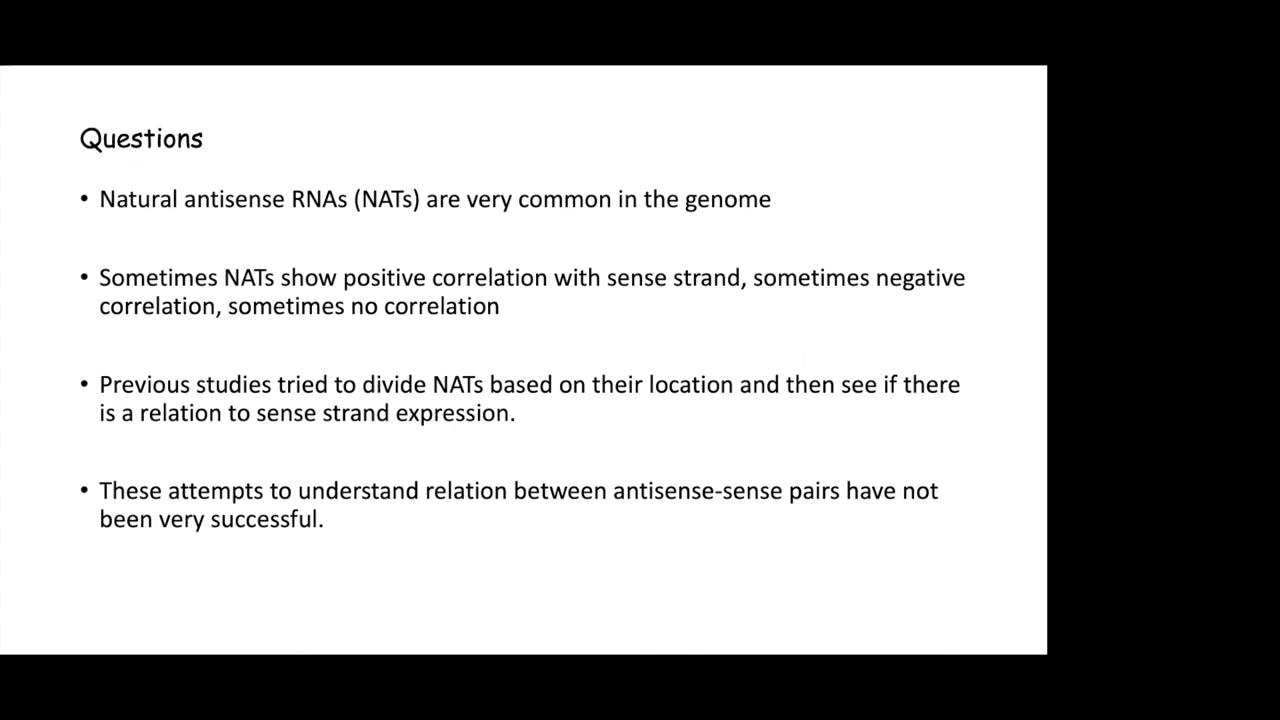 Questions
• Natural antisense RNAs (NATs) are very common in the genome
• Sometimes NATs show positive correlation with sense strand, sometimes negative
correlation, sometimes no correlation
• Previous studies tried to divide NATs based on their location and then see if there
is a relation to sense strand expression.
• These attempts to understand relation between antisense-sense pairs have not
been very successful.